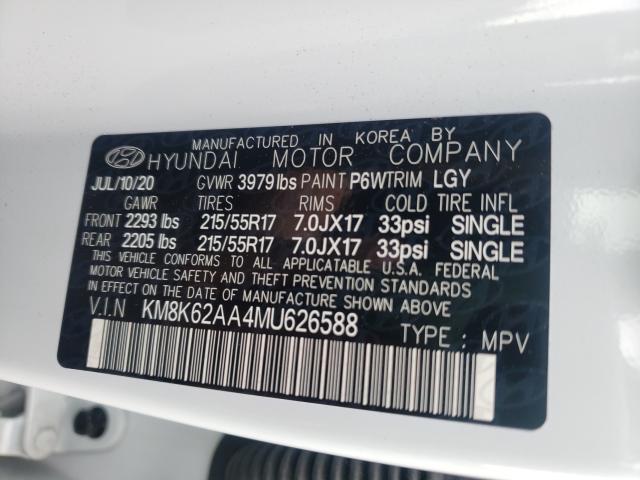 MANUFACTURED IN KOREA BY
HYUNDAI MOTOR COMPANY
JUL/10/20 GVWR 3979lbs PAINT P6W TRIM LGY
GAWR TIRE RIMS COLD TIRE INFL
FRONT 2293 lbs 215/55R17 7.0JX17 33psi SINGLE
REAR 2205 lbs 215/55R17 7.0JX17 33psi SINGLE
THIS VEHICLE CONFORMS TO ALL APPLICABLE U.S.A. FEDERAL
MOTOR VEHICLE SAFETY AND THEFT PREVENTION STANDARDS
IN EFFECT ON THE DATE OF MANUFACTURE SHOWN ABOVE.
V.I.N KM8K62AA4MU626588 TYPE : MPV